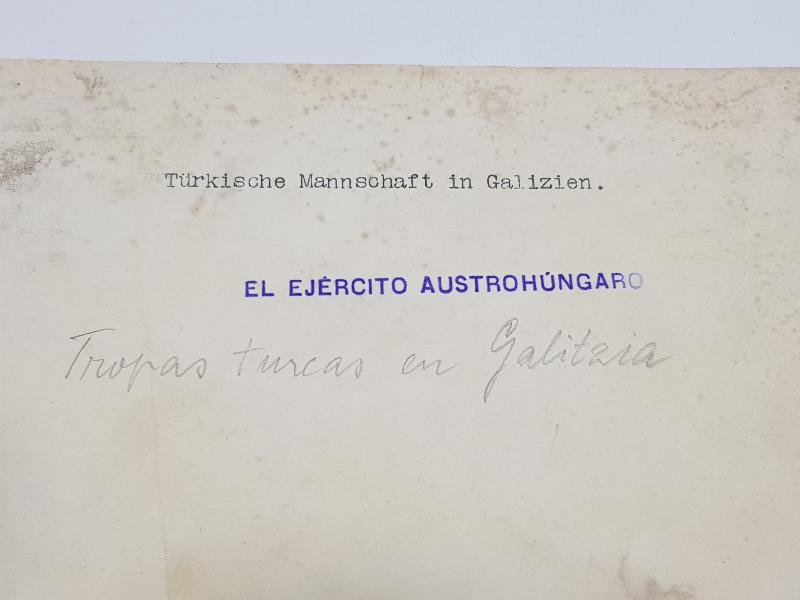 Türkische Mannschaft in Galizien.
EL EJÉRCITO AUSTROHÚNGARO
Tropas turcas en Galitzia